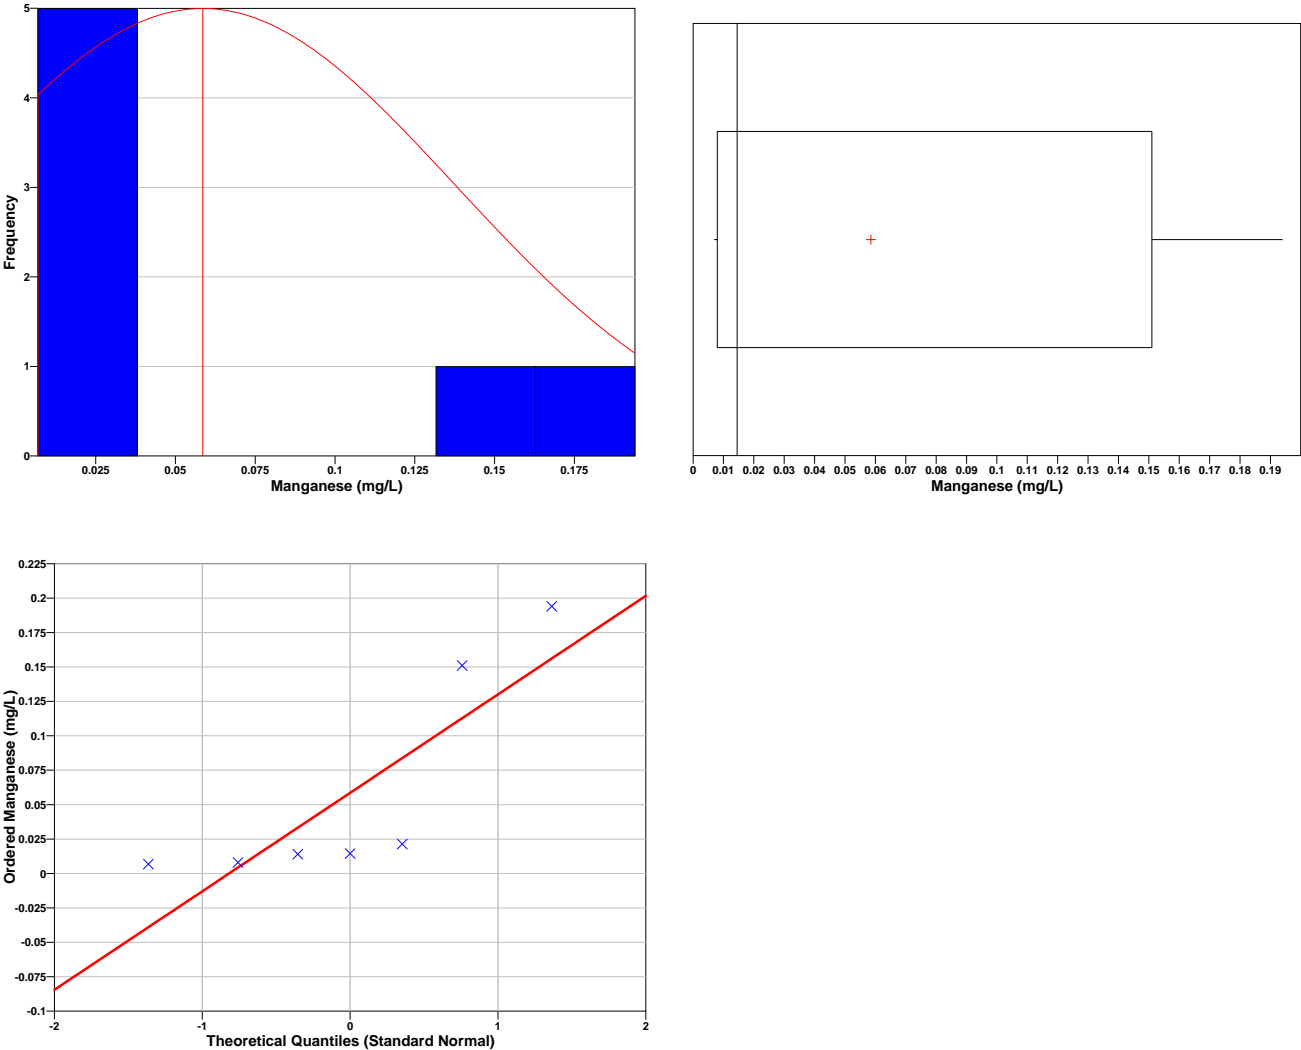 5
4
3
2
1
0
Frequency
0.025 0.05 0.075 0.1 0.125 0.15 0.175
Manganese (mg/L)
0 0.01 0.02 0.03 0.04 0.05 0.06 0.07 0.08 0.09 0.1 0.11 0.12 0.13 0.14 0.15 0.16 0.17 0.18 0.19
Manganese (mg/L)
0.225
0.2
0.175
0.15
0.125
0.1
0.075
0.05
0.025
0
-0.025
-0.05
-0.075
-0.1
Ordered Manganese (mg/L)
-2 -1 0 1 2
Theoretical Quantiles (Standard Normal)